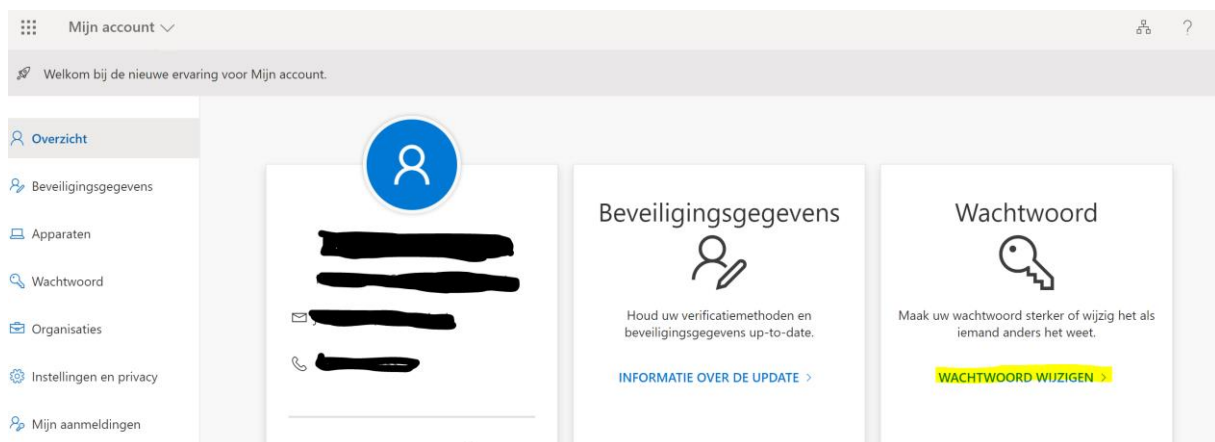 Mijn account
?
Welkom bij de nieuwe ervaring voor Mijn account.
Overzicht
Beveiligingsgegevens
Apparaten
Wachtwoord
Organisaties
Instellingen en privacy
Mijn aanmeldingen
Beveiligingsgegevens
Houd uw verificatiemethoden en
beveiligingsgegevens up-to-date.
INFORMATIE OVER DE UPDATE >
Wachtwoord
Maak uw wachtwoord sterker of wijzig het als
iemand anders het weet.
WACHTWOORD WIJZIGEN >